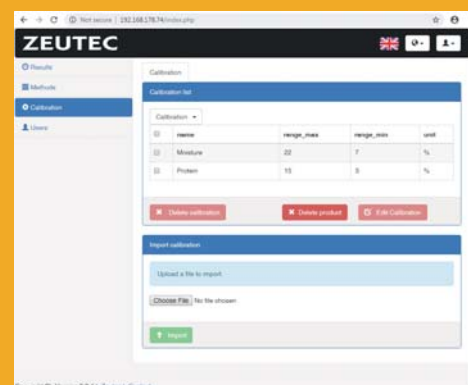 Not secure | 192.168.178.74/index.php
ZEUTEC
Results
Methods
Calibration
Users
Calibration
Calibration list
Calibration
name range_max range_min unit
Moisture 22 7 %
Protein 15 %
Delete calibration Delete product Edit Calibration
Import calibration
Upload a file to import
Choose File No file chosen
Import